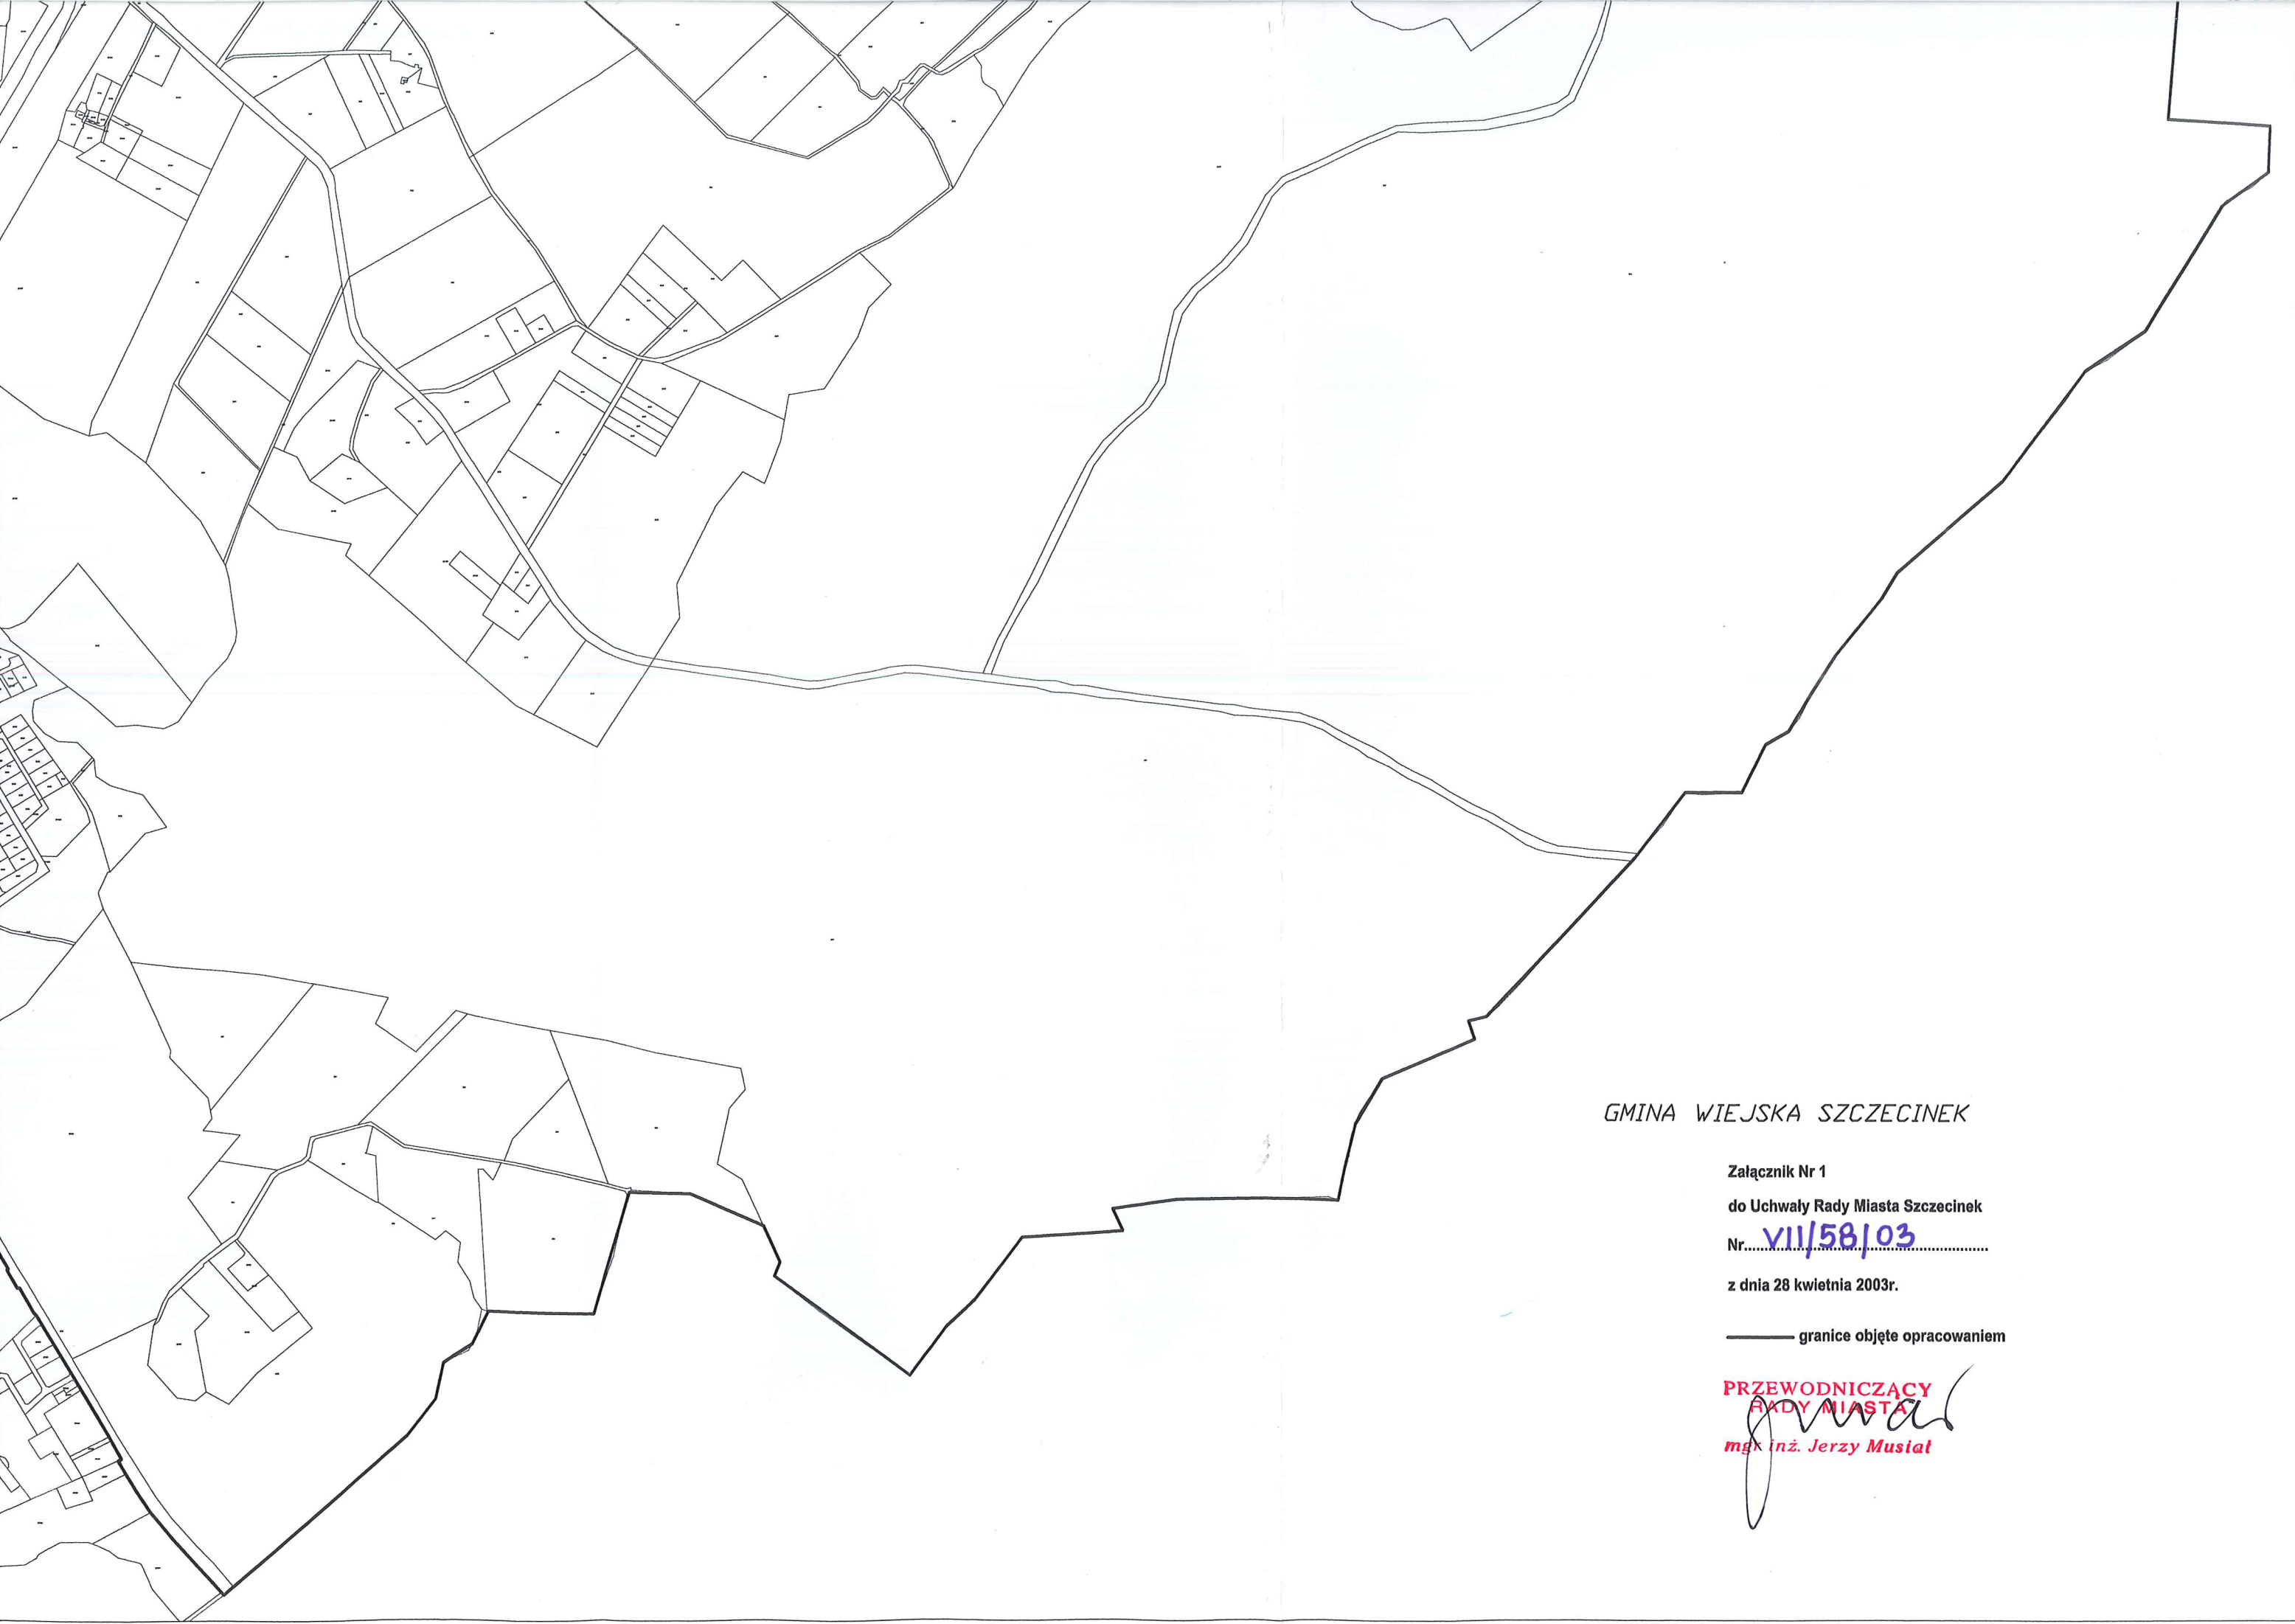 GMINA WIEJSKA SZCZECINEK
Załącznik Nr 1
do Uchwały Rady Miasta Szczecinek
Nr......VII/58/03......
z dnia 28 kwietnia 2003r.
granice objęte opracowaniem
PRZEWODNICZĄCY
RADY MIASTA
mgr inż. Jerzy Musiał